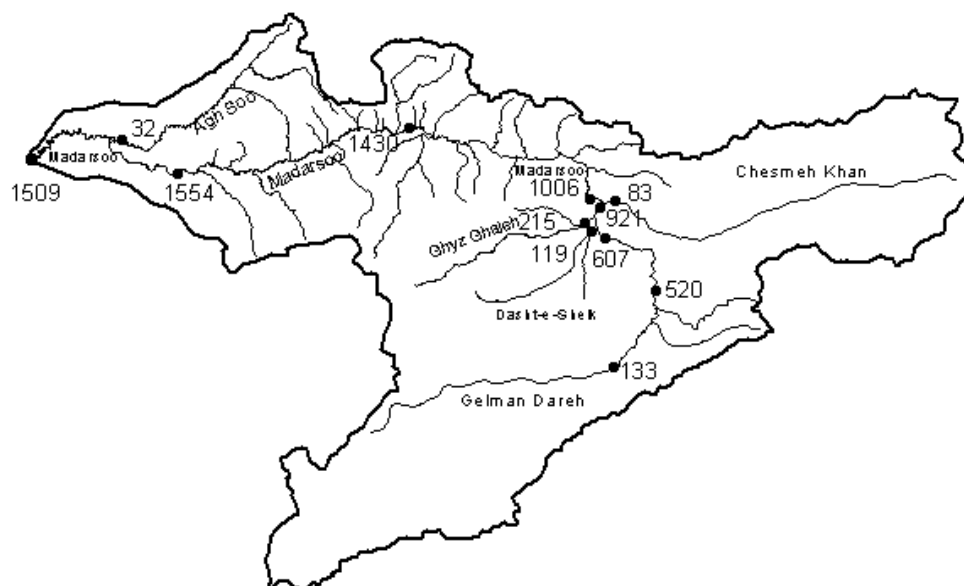 32
Agh Soo
1430
Madarsoo
Madarsoo
1509
1554
Madarsoo
1006
83
Chesmeh Khan
215
921
Ghyz Ghaleh
119
607
520
Dasht-e-Sheik
133
Gelman Dareh